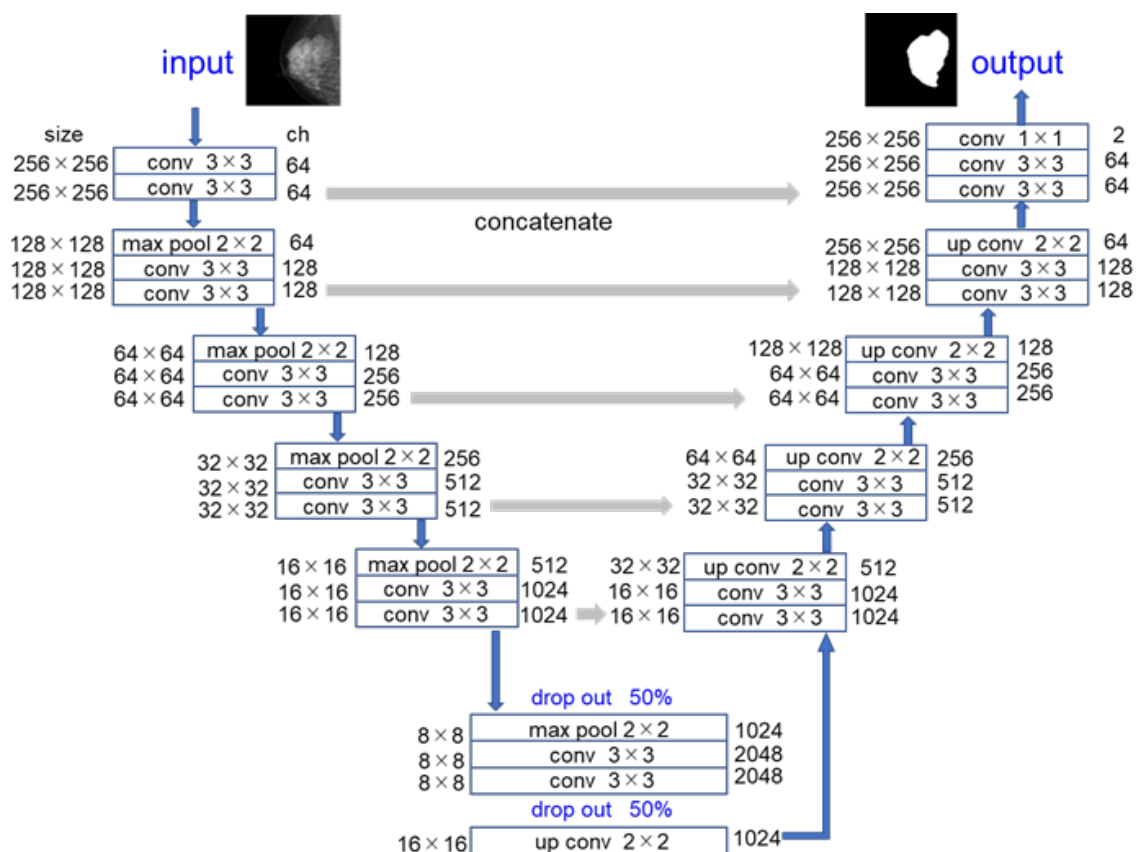 input
output
size
ch
256 × 256 conv 3 × 3 64
256 × 256 conv 3 × 3 64
256 × 256 conv 1 × 1 2
256 × 256 conv 3 × 3 64
256 × 256 conv 3 × 3 64
concatenate
128 × 128 max pool 2 × 2 64
128 × 128 conv 3 × 3 128
128 × 128 conv 3 × 3 128
256 × 256 up conv 2 × 2 64
128 × 128 conv 3 × 3 128
128 × 128 conv 3 × 3 128
64 × 64 max pool 2 × 2 128
64 × 64 conv 3 × 3 256
64 × 64 conv 3 × 3 256
128 × 128 up conv 2 × 2 128
64 × 64 conv 3 × 3 256
64 × 64 conv 3 × 3 256
32 × 32 max pool 2 × 2 256
32 × 32 conv 3 × 3 512
32 × 32 conv 3 × 3 512
64 × 64 up conv 2 × 2 256
32 × 32 conv 3 × 3 512
32 × 32 conv 3 × 3 512
16 × 16 max pool 2 × 2 512
16 × 16 conv 3 × 3 1024
16 × 16 conv 3 × 3 1024
32 × 32 up conv 2 × 2 512
16 × 16 conv 3 × 3 1024
16 × 16 conv 3 × 3 1024
drop out 50%
8 × 8 max pool 2 × 2 1024
8 × 8 conv 3 × 3 2048
8 × 8 conv 3 × 3 2048
drop out 50%
16 × 16 up conv 2 × 2 1024